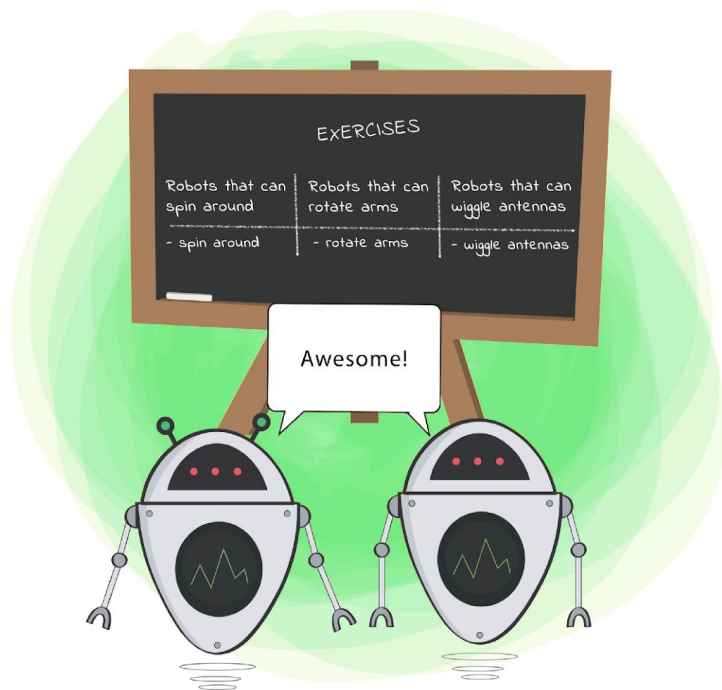 EXERCISES
Robots that can
spin around
Robots that can
rotate arms
Robots that can
wiggle antennas
- spin around
- rotate arms
- wiggle antennas
Awesome!